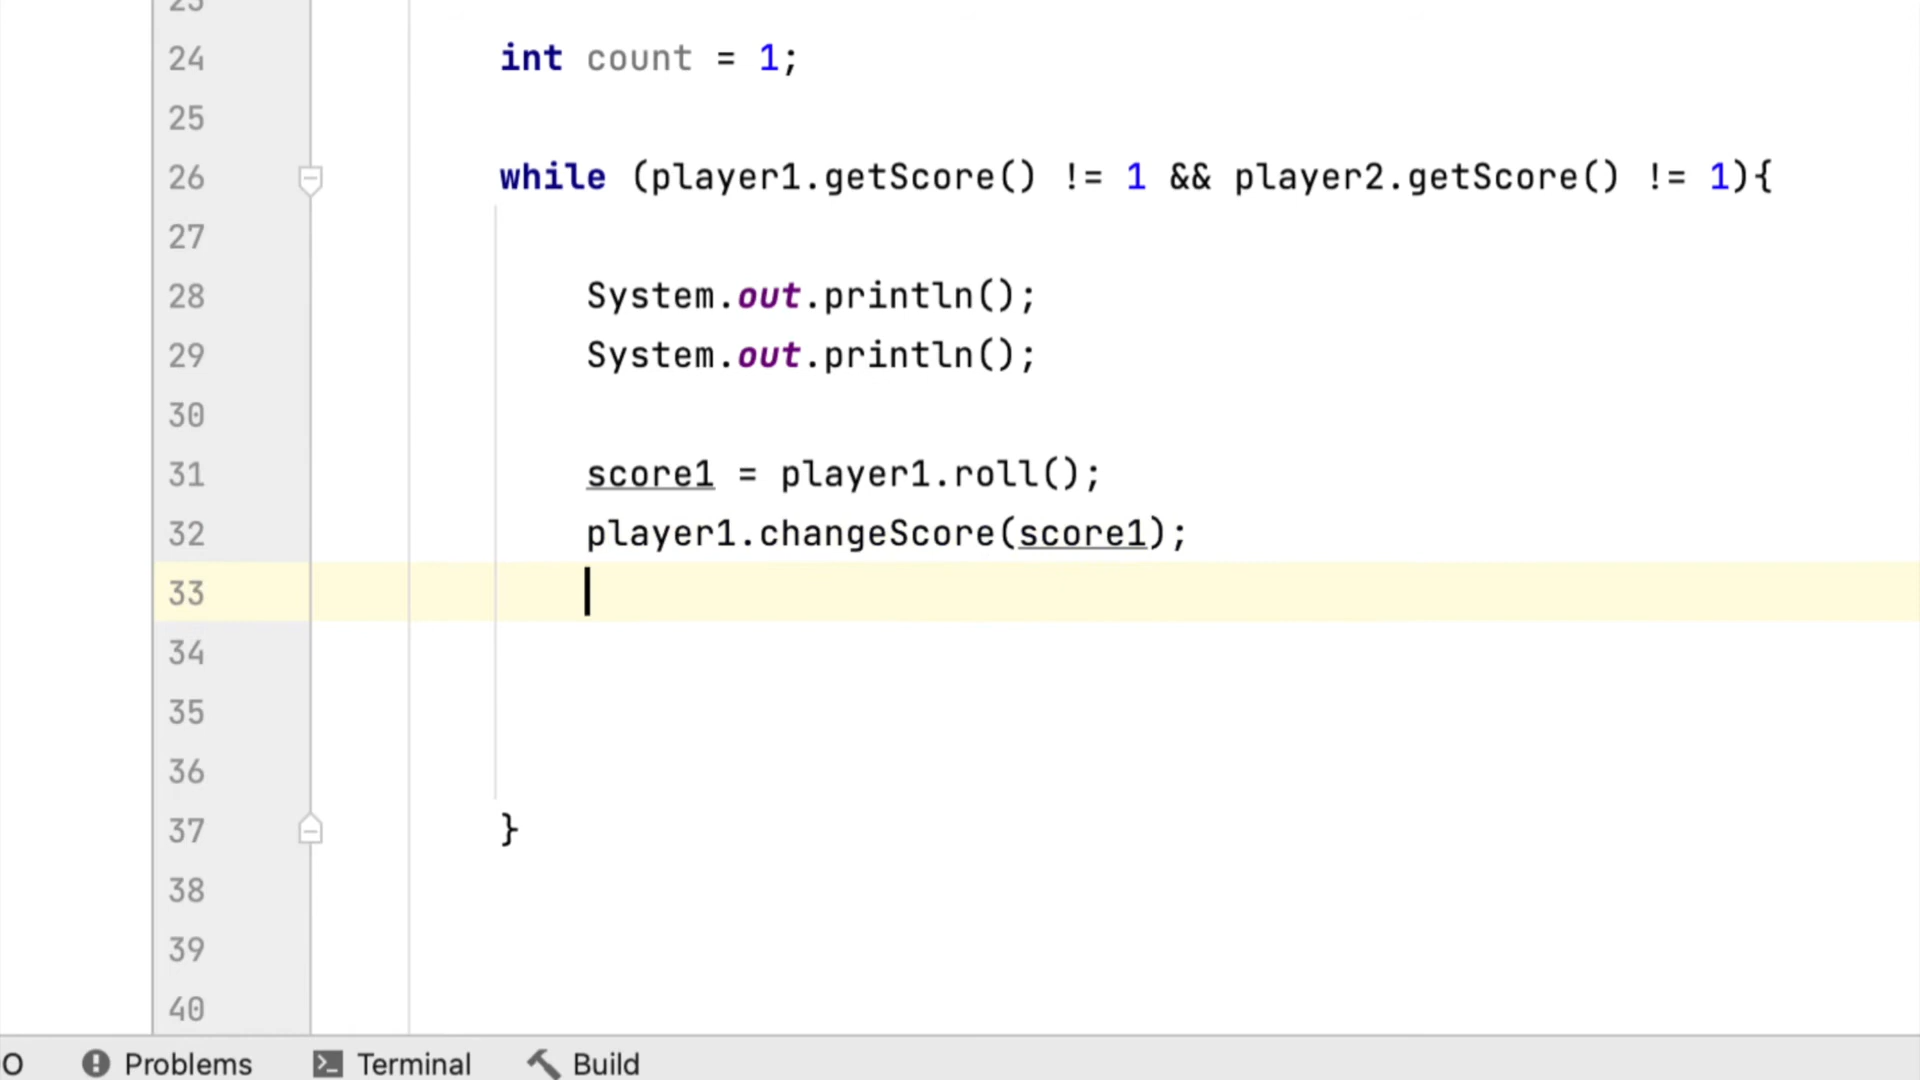 23
24 int count = 1;
25
26 while (player1.getScore() != 1 && player2.getScore() != 1){
27
28 System.out.println();
29 System.out.println();
30
31 score1 = player1.roll();
32 player1.changeScore(score1);
33
34
35
36
37 }
38
39
40
O Problems Terminal Build